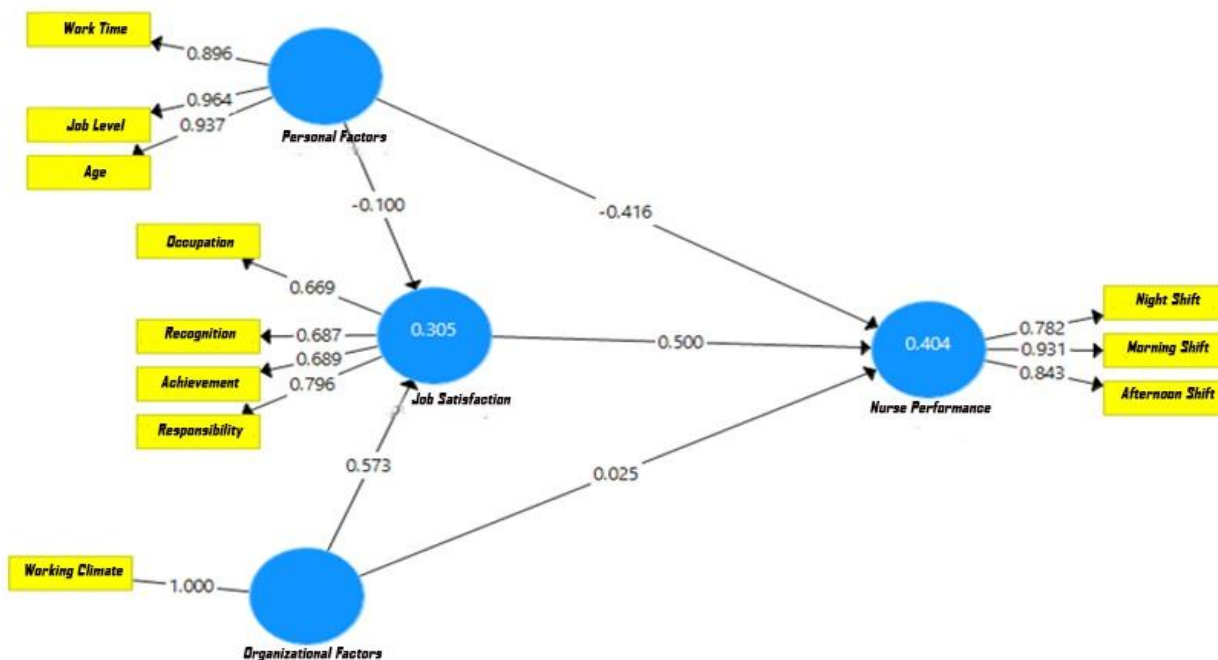 Work Time
0.896
Job Level
0.964
0.937
Age
Personal Factors
-0.100
-0.416
Occupation
0.669
Recognition
0.687
Achievement
0.689
Responsibility
0.796
0.305
Job Satisfaction
0.500
0.404
Nurse Performance
Night Shift
0.782
Morning Shift
0.931
Afternoon Shift
0.843
0.573
0.025
Working Climate
1.000
Organizational Factors